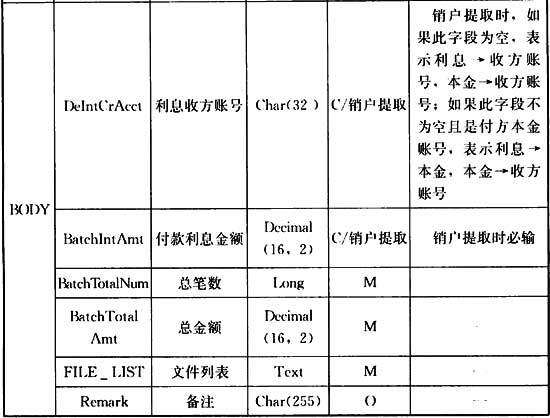 BODY
DeIntCrAcct 利息收方账号 Char(32 ) C/销户提取
销户提取时，如
果此字段为空，表
示利息→收方账
号，本金→收方账
号；如果此字段不
为空且是付方本金
账号，表示利息→
本金，本金→收方
账号
BatchIntAmt 付款利息金额 Decimal
(16, 2) C/销户提取 销户提取时必输
BatchTotalNum 总笔数 Long M
BatchTotal
Amt 总金额 Decimal
(16, 2) M
FILE_LIST 文件列表 Text M
Remark 备注 Char(255) O